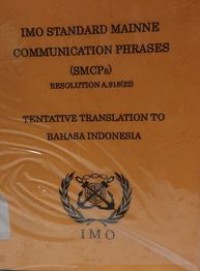 IMO STANDARD MAINNE
COMMUNICATION PHRASES
(SMCPs)
RESOLUTION A.918(22)
TENTATIVE TRANSLATION TO
BAHASA INDONESIA
IMO